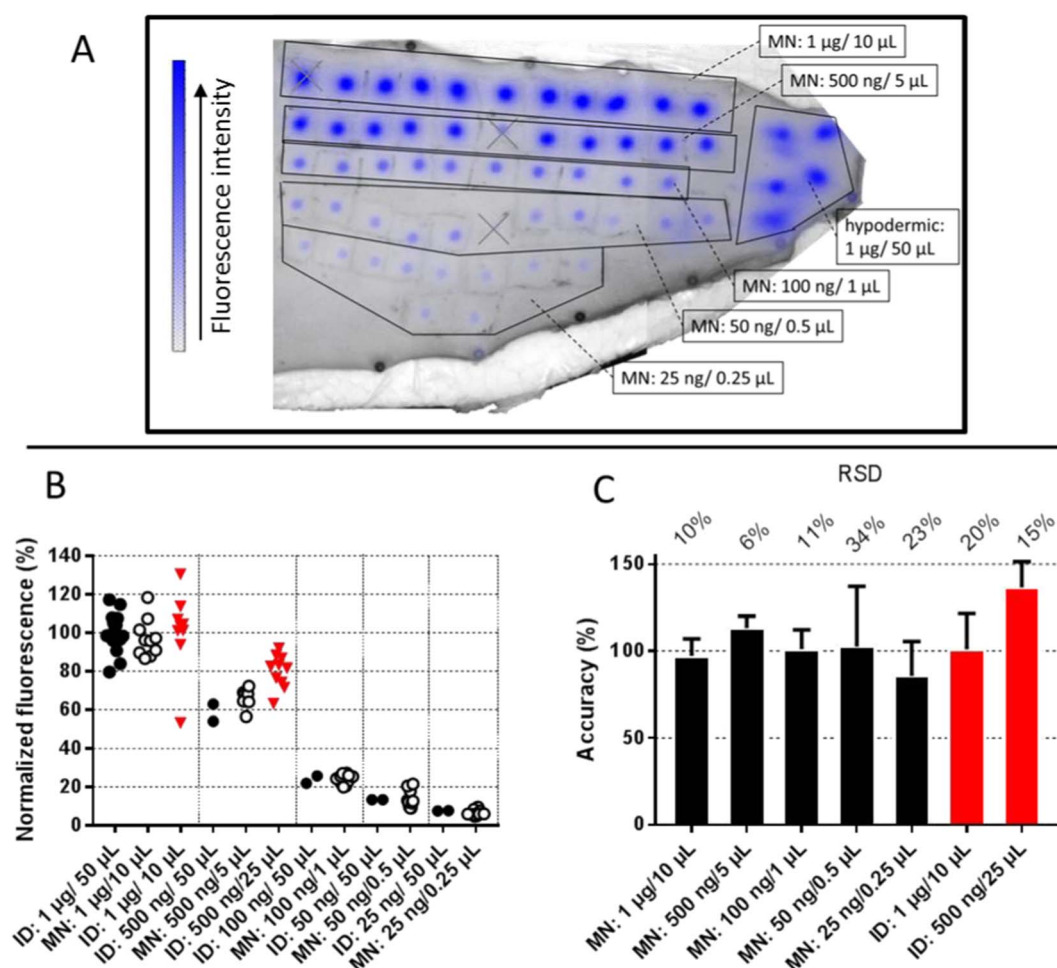 A
Fluorescence intensity
MN: 1 µg/ 10 µL
MN: 500 ng/ 5 µL
hypodermic:
1 µg/ 50 µL
MN: 100 ng/ 1 µL
MN: 50 ng/ 0.5 µL
MN: 25 ng/ 0.25 µL
B
Normalized fluorescence (%)
140
120
100
80
60
40
20
0
ID: 1 µg/ 50 µL
MN: 1 µg/10 µL
ID: 1 µg/ 10 µL
ID: 500 ng/ 50 µL
MN: 500 ng/5 µL
ID: 500 ng/25 µL
ID: 100 ng/ 50 µL
MN: 100 ng/1 µL
ID: 50 ng/ 50 µL
MN: 50 ng/0.5 µL
ID: 25 ng/ 50 µL
MN: 25 ng/0.25 µL
C
RSD
10%
6%
11%
34%
23%
20%
15%
Accuracy (%)
150
100
50
0
MN: 1 µg/10 µL
MN: 500 ng/5 µL
MN: 100 ng/1 µL
MN: 50 ng/0.5 µL
MN: 25 ng/0.25 µL
ID: 1 µg/10 µL
ID: 500 ng/25 µL